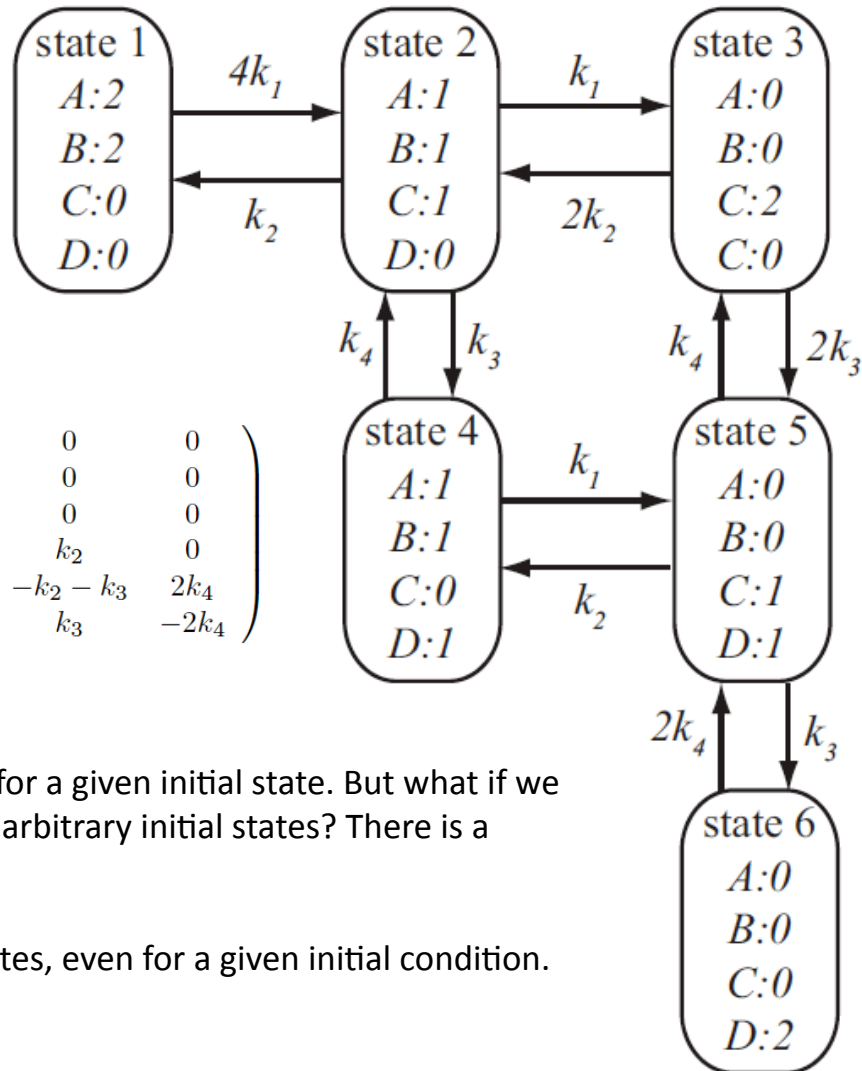 state 1
A:2
B:2
C:0
D:0
4k₁
k₂
state 2
A:1
B:1
C:1
D:0
k₁
2k₂
state 3
A:0
B:0
C:2
C:0
k₄
k₃
k₄
2k₃
0 0
0 0
0 0
k₂ 0
−k₂ − k₃ 2k₄
k₃ −2k₄
state 4
A:1
B:1
C:0
D:1
k₁
k₂
state 5
A:0
B:0
C:1
D:1
2k₄
k₃
for a given initial state. But what if we
arbitrary initial states? There is a
tes, even for a given initial condition.
state 6
A:0
B:0
C:0
D:2